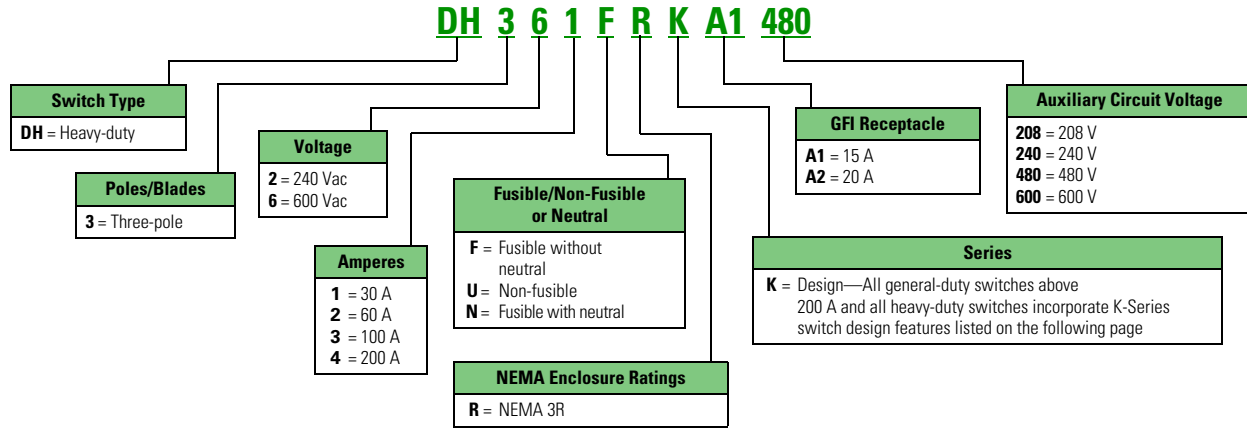 DH 3 6 1 F R K A1 480
Switch Type
DH = Heavy-duty
Poles/Blades
3 = Three-pole
Voltage
2 = 240 Vac
6 = 600 Vac
Amperes
1 = 30 A
2 = 60 A
3 = 100 A
4 = 200 A
Fusible/Non-Fusible
or Neutral
F = Fusible without
neutral
U = Non-fusible
N = Fusible with neutral
NEMA Enclosure Ratings
R = NEMA 3R
GFI Receptacle
A1 = 15 A
A2 = 20 A
Auxiliary Circuit Voltage
208 = 208 V
240 = 240 V
480 = 480 V
600 = 600 V
Series
K = Design—All general-duty switches above
200 A and all heavy-duty switches incorporate K-Series
switch design features listed on the following page